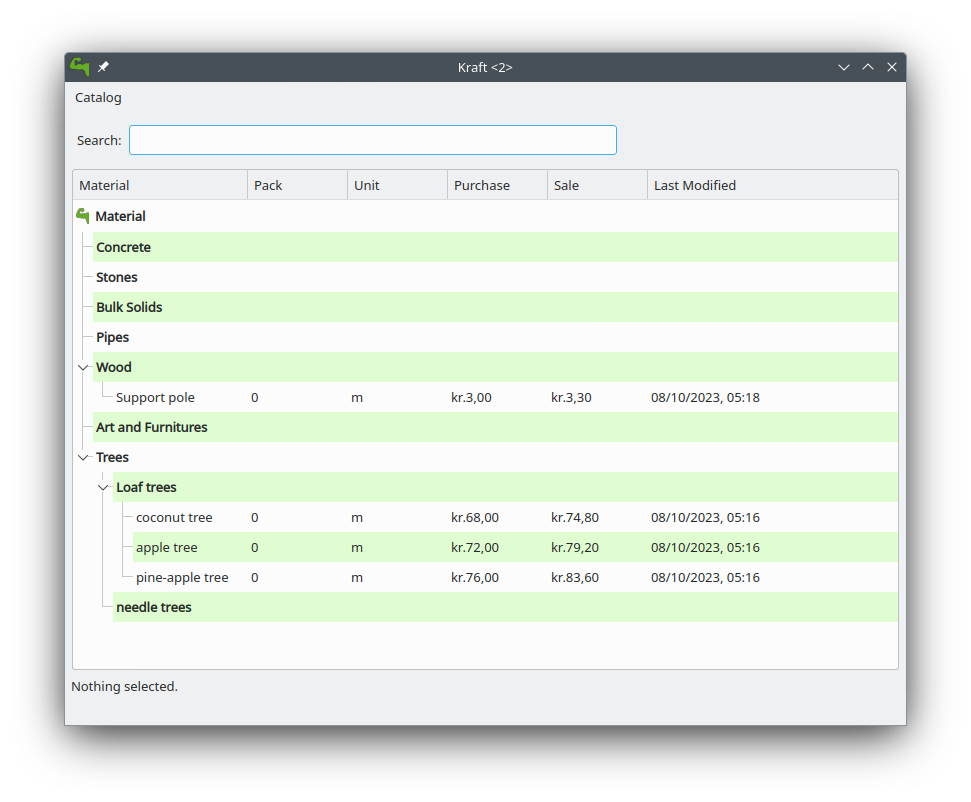 Kraft <2>
Catalog
Search:
Material Pack Unit Purchase Sale Last Modified
Material
Concrete
Stones
Bulk Solids
Pipes
Wood
Support pole 0 m kr.3,00 kr.3,30 08/10/2023, 05:18
Art and Furnitures
Trees
Loaf trees
coconut tree 0 m kr.68,00 kr.74,80 08/10/2023, 05:16
apple tree 0 m kr.72,00 kr.79,20 08/10/2023, 05:16
pine-apple tree 0 m kr.76,00 kr.83,60 08/10/2023, 05:16
needle trees
Nothing selected.